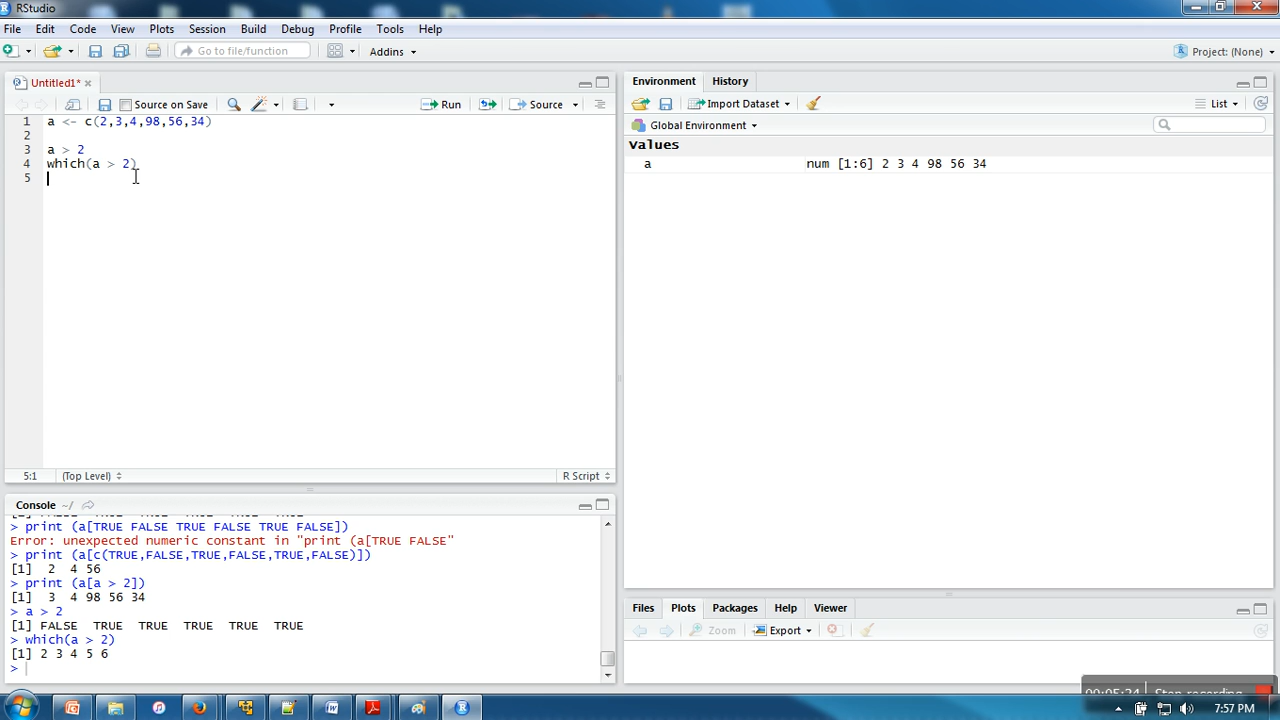 RStudio
File Edit Code View Plots Session Build Debug Profile Tools Help
Go to file/function Addins Project: (None)
Untitled1*
Source on Save Run Source
1 a <- c(2,3,4,98,56,34)
2
3 a > 2
4 which(a > 2)
5
5:1 (Top Level) R Script
Console ~/
> print (a[TRUE FALSE TRUE FALSE TRUE FALSE])
Error: unexpected numeric constant in "print (a[TRUE FALSE"
> print (a[c(TRUE,FALSE,TRUE,FALSE,TRUE,FALSE)])
[1] 2 4 56
> print (a[a > 2])
[1] 3 4 98 56 34
> a > 2
[1] FALSE TRUE TRUE TRUE TRUE TRUE
> which(a > 2)
[1] 2 3 4 5 6
>
Environment History
Import Dataset List
Global Environment
Values
a num [1:6] 2 3 4 98 56 34
Files Plots Packages Help Viewer
Zoom Export
00:05:24 Stop recording
7:57 PM